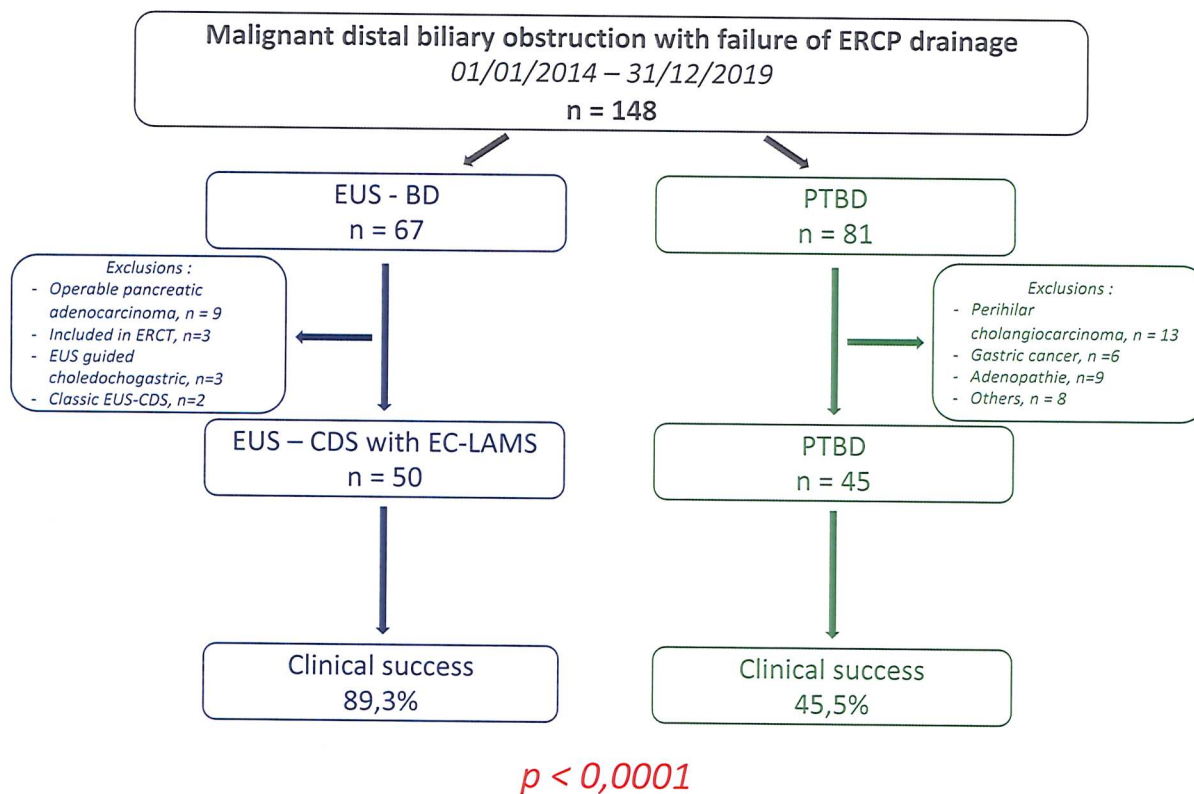 Malignant distal biliary obstruction with failure of ERCP drainage
01/01/2014 – 31/12/2019
n = 148
EUS - BD
n = 67
PTBD
n = 81
Exclusions :
- Operable pancreatic
adenocarcinoma, n = 9
- Included in ERCT, n=3
- EUS guided
choledochogastric, n=3
- Classic EUS-CDS, n=2
Exclusions :
- Perihilar
cholangiocarcinoma, n = 13
- Gastric cancer, n =6
- Adenopathie, n=9
- Others, n = 8
EUS – CDS with EC-LAMS
n = 50
PTBD
n = 45
Clinical success
89,3%
Clinical success
45,5%
p < 0,0001